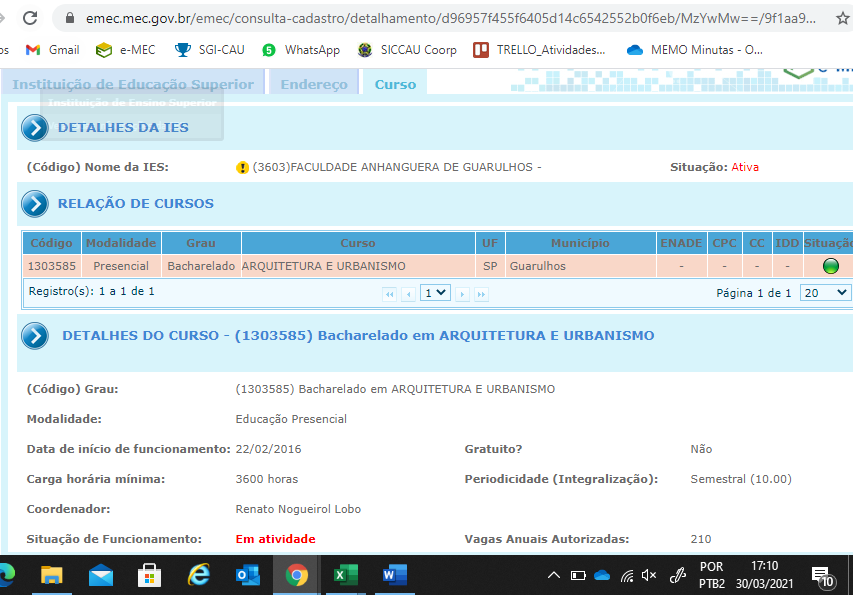 emec.mec.gov.br/emec/consulta-cadastro/detalhamento/d96957f455f6405d14c6542552b0f6eb/MzYwMw==/9f1aa9...
os Gmail e-MEC SGI-CAU 5 WhatsApp SICCAU Coorp TRELLO_Atividades... MEMO Minutas - O...
Instituição de Educação Superior Endereço Curso
Instituição de Ensino Superior
DETALHES DA IES
(Código) Nome da IES: (3603)FACULDADE ANHANGUERA DE GUARULHOS - Situação: Ativa
RELAÇÃO DE CURSOS
Código Modalidade Grau Curso UF Município ENADE CPC CC IDD Situação
1303585 Presencial Bacharelado ARQUITETURA E URBANISMO SP Guarulhos - - - -
Registro(s): 1 a 1 de 1 1 Página 1 de 1 20
DETALHES DO CURSO - (1303585) Bacharelado em ARQUITETURA E URBANISMO
(Código) Grau: (1303585) Bacharelado em ARQUITETURA E URBANISMO
Modalidade: Educação Presencial
Data de início de funcionamento: 22/02/2016 Gratuito? Não
Carga horária mínima: 3600 horas Periodicidade (Integralização): Semestral (10.00)
Coordenador: Renato Nogueirol Lobo
Situação de Funcionamento: Em atividade Vagas Anuais Autorizadas: 210
POR 17:10
PTB2 30/03/2021 10